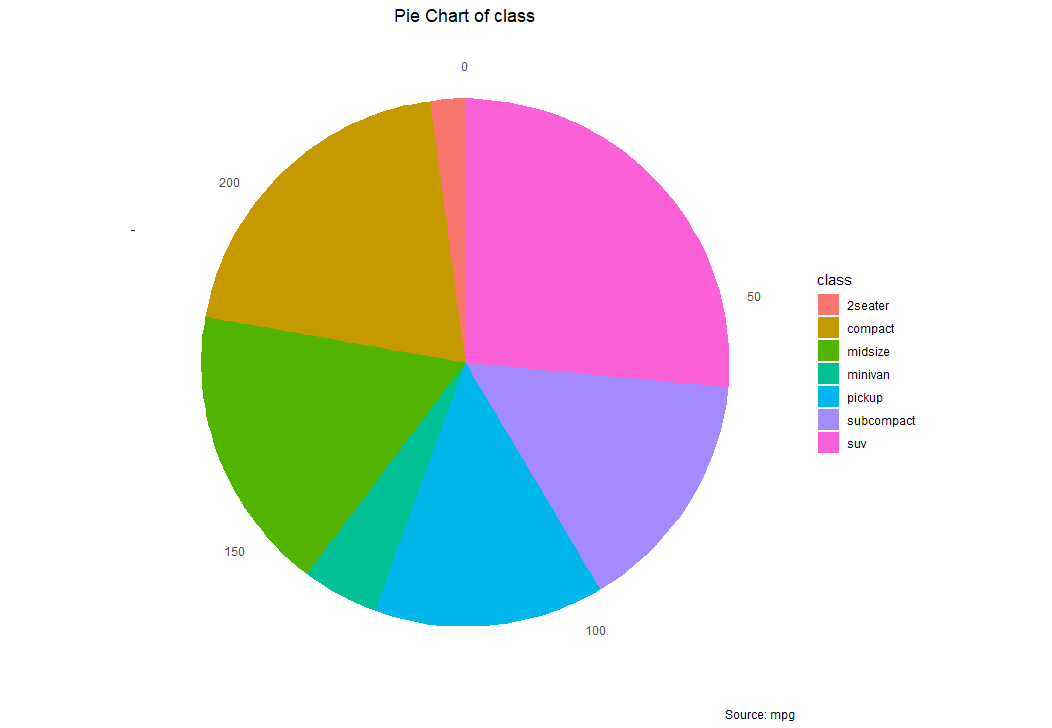 Pie Chart of class
0
200
-
50
150
100
class
2seater
compact
midsize
minivan
pickup
subcompact
suv
Source: mpg